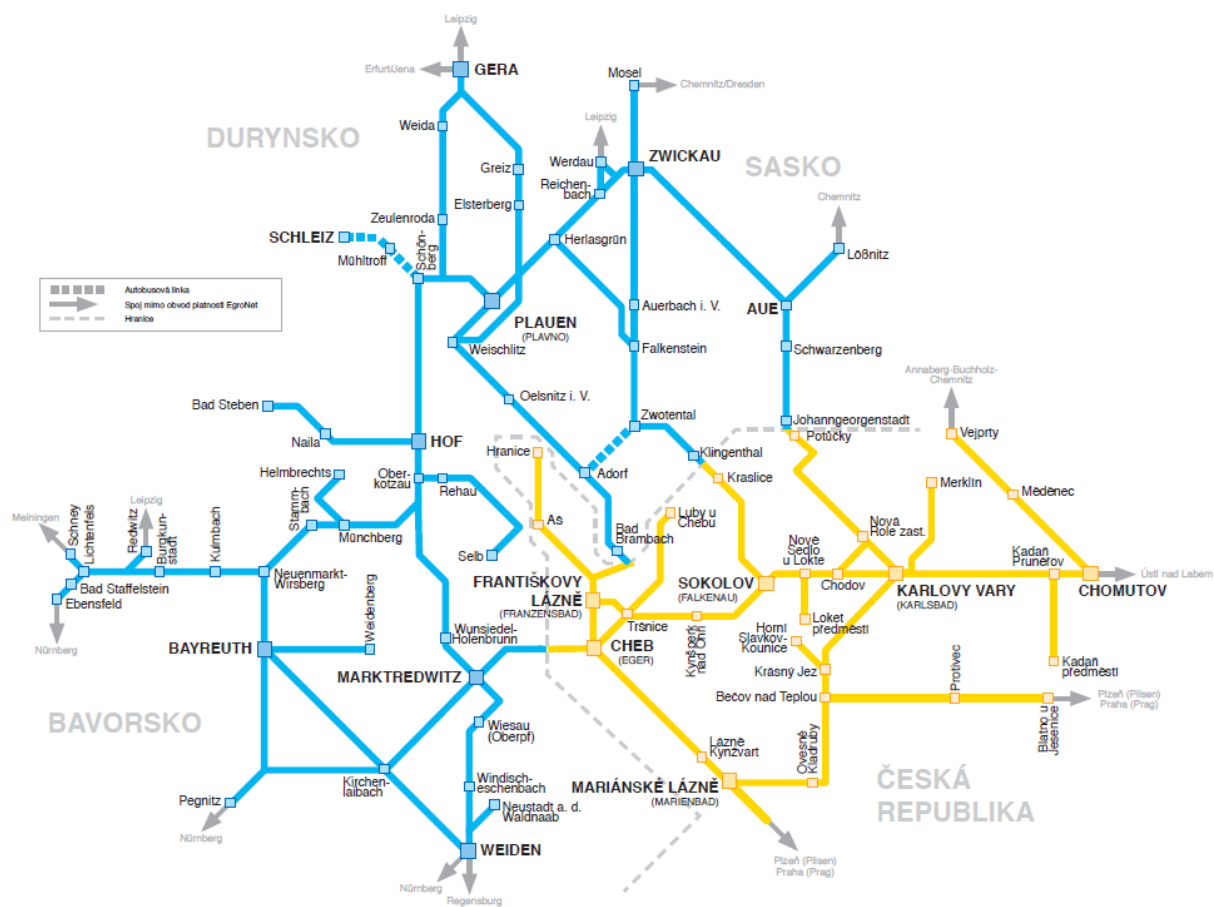 Leipzig
Erfurt/Jena
GERA
Mosel
Chemnitz/Dresden
DURYNSKO
Weida
Leipzig
Werdau
ZWICKAU
SASKO
Greiz
Reichen-
bach
Elsterberg
Chemnitz
Zeulenroda
SCHLEIZ
Mühltroff
Schön-
berg
Herlasgrün
Lößnitz
Autobusová linka
Spoj mimo obvod platnosti EgroNet
Hranice
PLAUEN
(PLAVNO)
Auerbach i. V.
AUE
Weischlitz
Falkenstein
Schwarzenberg
Annaberg-Buchholz-
Chemnitz
Bad Steben
Oelsnitz i. V.
Zwotental
Johanngeorgenstadt
Potůčky
Vejprty
Naila
HOF
Hranice
Klingenthal
Helmbrechts
Ober-
kotzau
Rehau
Adorf
Kraslice
Merklín
Měděnec
Meiningen
Schney
Lichtenfels
Leipzig
Redwitz
Burgkun-
stadt
Kulmbach
Stamm-
bach
Münchberg
Aš
Luby u
Chebu
Bad
Brambach
Nová
Role zast.
Selb
Nové
Sedlo
u Lokte
Kadaň
Prunéřov
Bad Staffelstein
Ebensfeld
Neuenmarkt-
Wirsberg
FRANTIŠKOVY
LÁZNĚ
(FRANZENSBAD)
SOKOLOV
(FALKENAU)
Chodov
KARLOVY VARY
(KARLSBAD)
CHOMUTOV
Ústí nad Labem
Nürnberg
BAYREUTH
Weidenberg
Wunsiedel-
Holenbrunn
Tršnice
Loket
předměstí
CHEB
(EGER)
Kynšperk
nad Ohří
Horní
Slavkov-
Kounice
MARKTREDWITZ
Krásný Jez
Kadaň
předměstí
BAVORSKO
Bečov nad Teplou
Protivec
Blatno u
Jesenice
Plzeň (Pilsen)
Praha (Prag)
Wiesau
(Oberpf)
Lázně
Kynžvart
Ovesné
Kladruby
Kirchen-
laibach
Windisch-
eschenbach
MARIÁNSKÉ LÁZNĚ
(MARIENBAD)
ČESKÁ
REPUBLIKA
Pegnitz
Neustadt a. d.
Waldnaab
Nürnberg
WEIDEN
Plzeň (Pilsen)
Praha (Prag)
Nürnberg
Regensburg